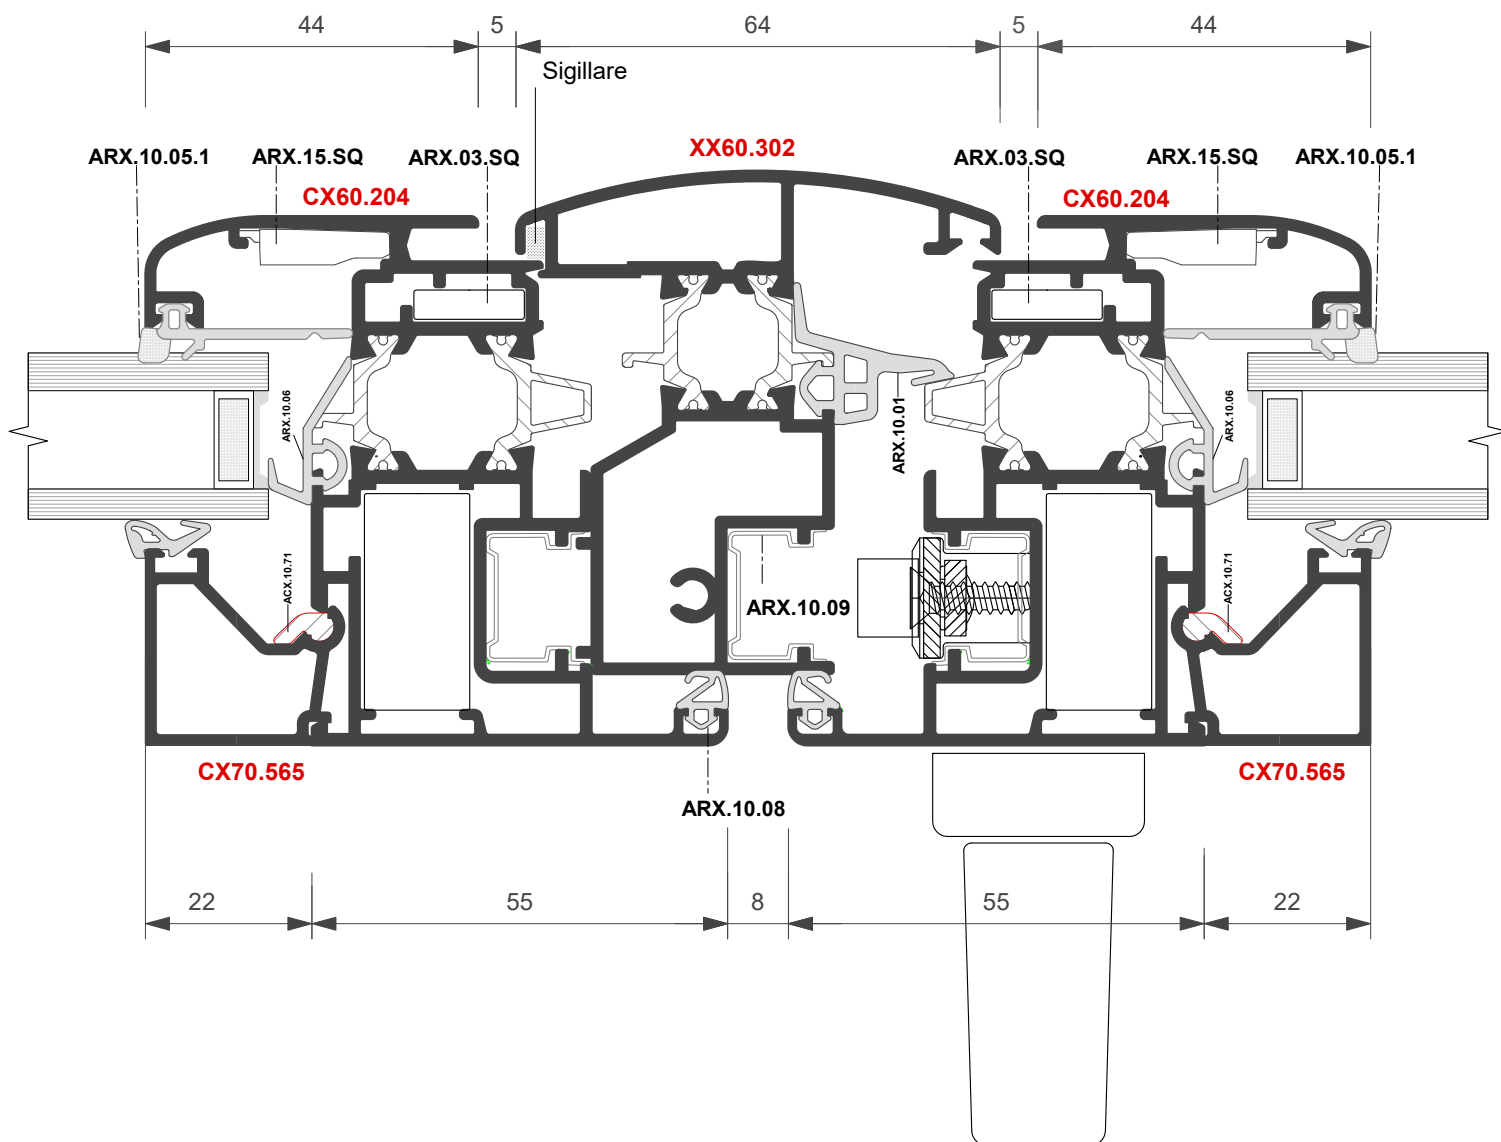 44 5 64 5 44
Sigillare
XX60.302
ARX.10.05.1 ARX.15.SQ ARX.03.SQ ARX.03.SQ ARX.15.SQ ARX.10.05.1
CX60.204 CX60.204
ARX.10.06 ARX.10.01 ARX.10.06
ACX.10.71 ARX.10.09 ACX.10.71
CX70.565 CX70.565
ARX.10.08
22 55 8 55 22